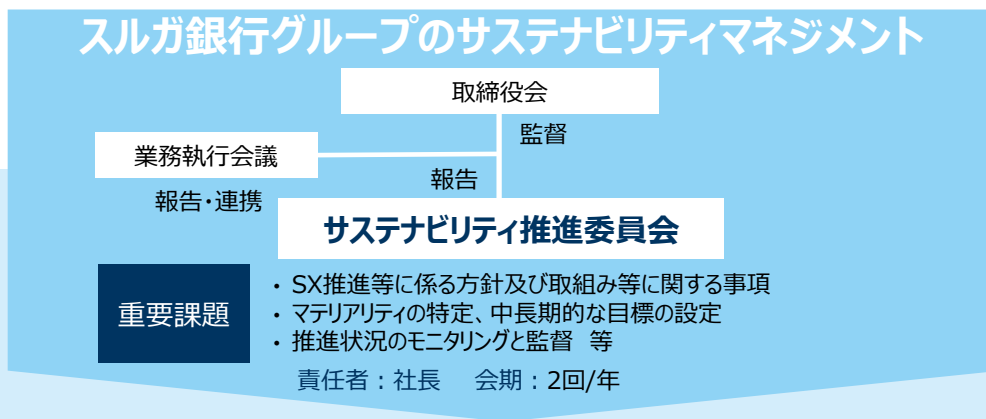 スルガ銀行グループのサステナビリティマネジメント
取締役会
監督
業務執行会議
報告
報告・連携
サステナビリティ推進委員会
重要課題
・ SX推進等に係る方針及び取組み等に関する事項
・ マテリアリティの特定、中長期的な目標の設定
・ 推進状況のモニタリングと監督 等
責任者：社長 会期：2回/年